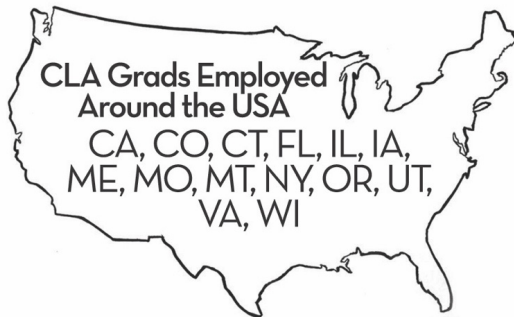 CLA Grads Employed
Around the USA
CA, CO, CT, FL, IL, IA,
ME, MO, MT, NY, OR, UT,
VA, WI